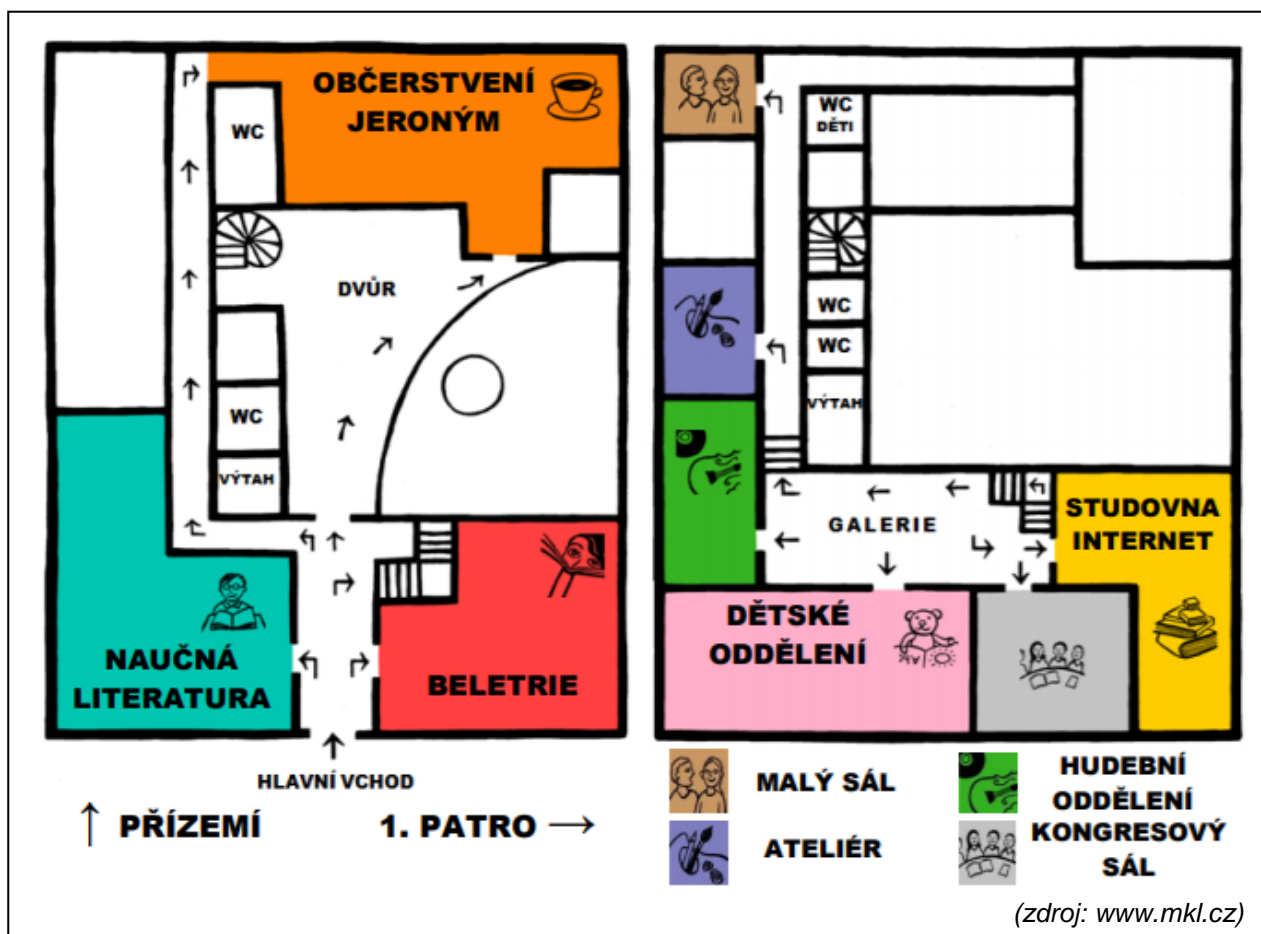 OBČERSTVENÍ
JERONÝM
WC
DVŮR
WC
VÝTAH
NAUČNÁ
LITERATURA
BELETRIE
HLAVNÍ VCHOD
↑ PŘÍZEMÍ
1. PATRO →
WC
DĚTI
WC
WC
VÝTAH
GALERIE
STUDOVNA
INTERNET
DĚTSKÉ
ODDĚLENÍ
MALÝ SÁL
HUDEBNÍ
ODDĚLENÍ
ATELIÉR
KONGRESOVÝ
SÁL
(zdroj: www.mkl.cz)